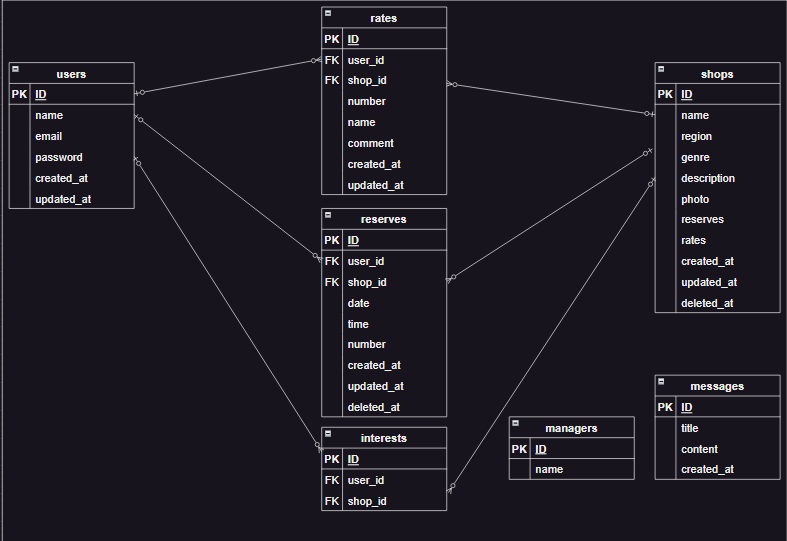 users
PK ID
name
email
password
created_at
updated_at
rates
PK ID
FK user_id
FK shop_id
number
name
comment
created_at
updated_at
reserves
PK ID
FK user_id
FK shop_id
date
time
number
created_at
updated_at
deleted_at
interests
PK ID
FK user_id
FK shop_id
managers
PK ID
name
shops
PK ID
name
region
genre
description
photo
reserves
rates
created_at
updated_at
deleted_at
messages
PK ID
title
content
created_at